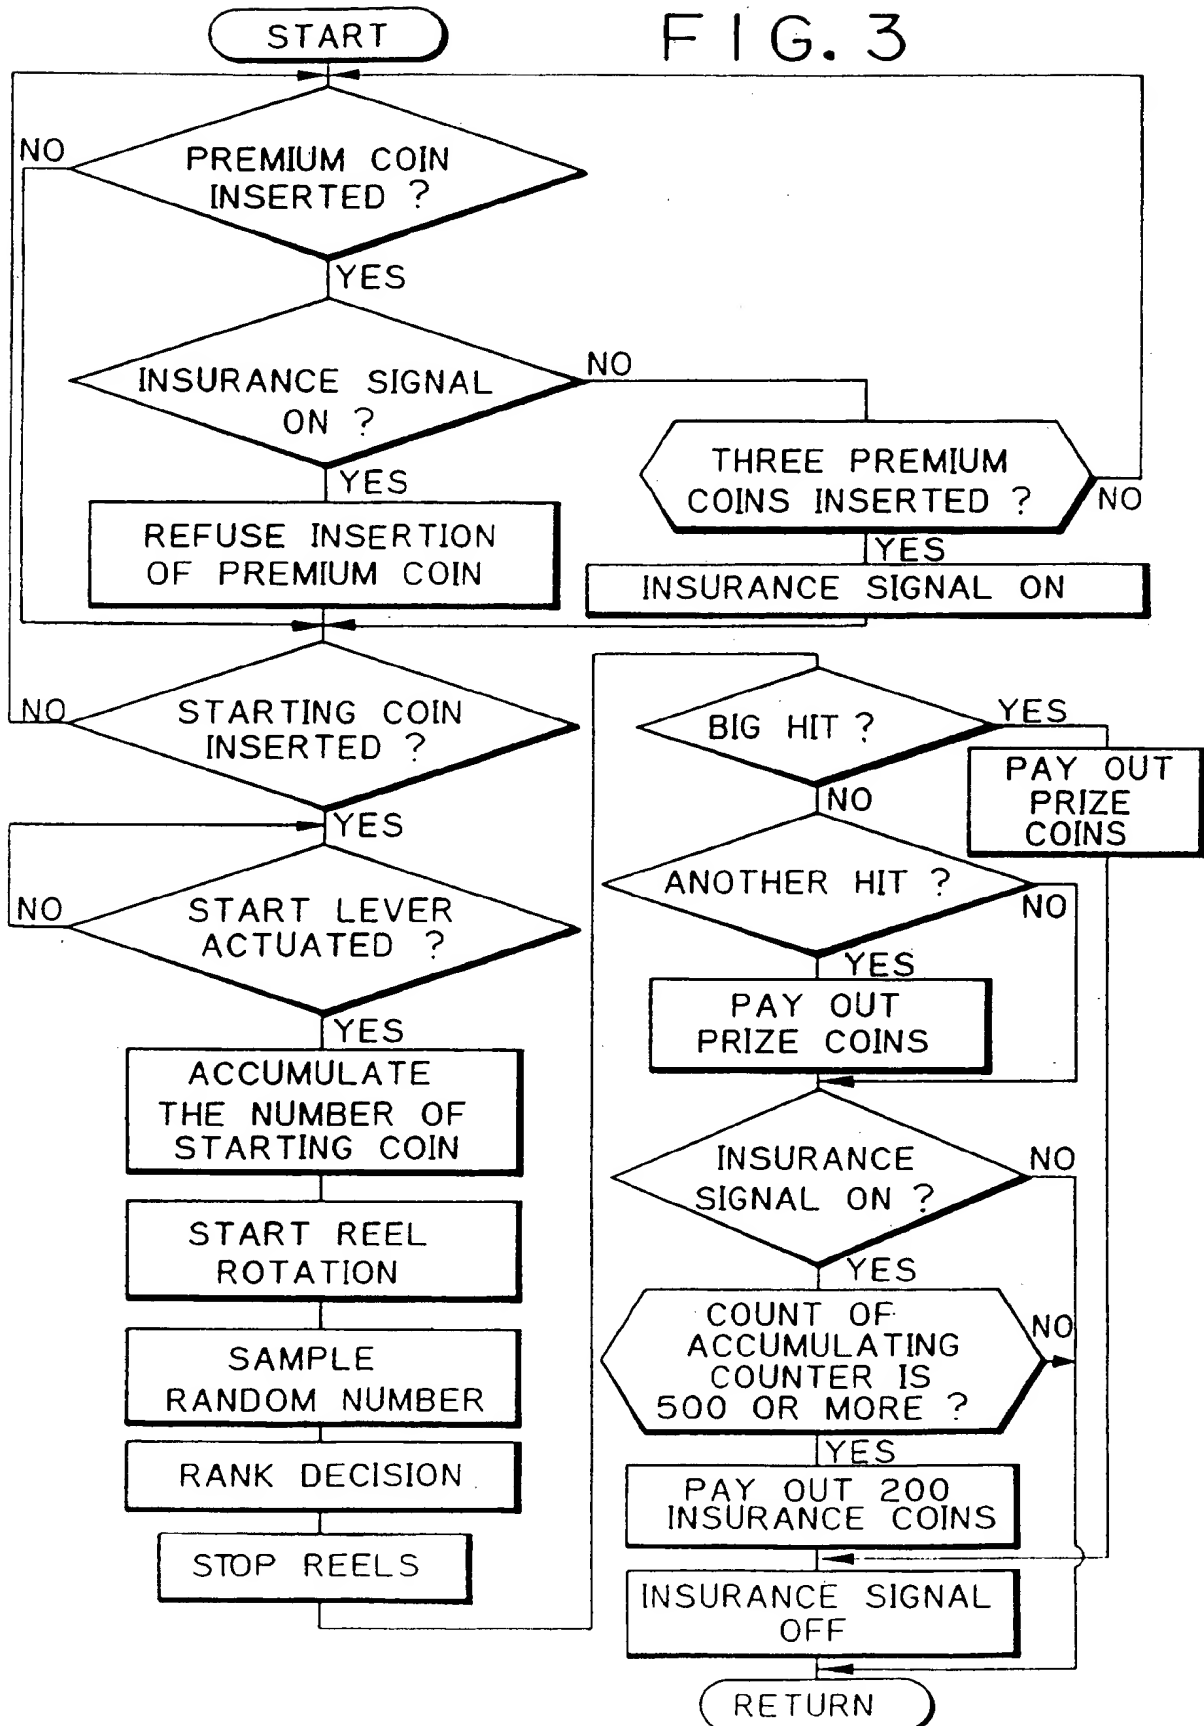 START
FIG. 3
NO
PREMIUM COIN
INSERTED ?
YES
INSURANCE SIGNAL
ON ?
NO
YES
THREE PREMIUM
COINS INSERTED ?
NO
YES
REFUSE INSERTION
OF PREMIUM COIN
INSURANCE SIGNAL ON
NO
STARTING COIN
INSERTED ?
YES
NO
START LEVER
ACTUATED ?
YES
ACCUMULATE
THE NUMBER OF
STARTING COIN
START REEL
ROTATION
SAMPLE
RANDOM NUMBER
RANK DECISION
STOP REELS
BIG HIT ?
YES
PAY OUT
PRIZE
COINS
NO
ANOTHER HIT ?
NO
YES
PAY OUT
PRIZE COINS
INSURANCE
SIGNAL ON ?
NO
YES
COUNT OF
ACCUMULATING
COUNTER IS
500 OR MORE ?
NO
YES
PAY OUT 200
INSURANCE COINS
INSURANCE SIGNAL
OFF
RETURN